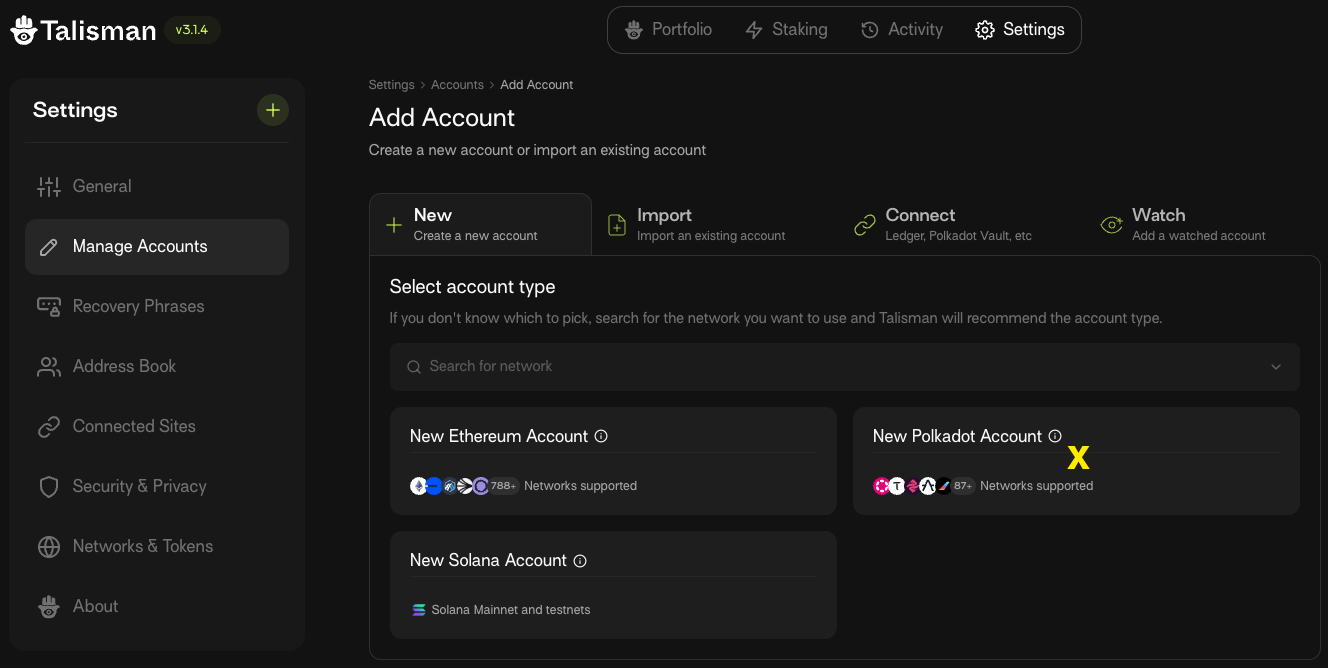 Talisman v3.1.4
Portfolio Staking Activity Settings
Settings
General
Manage Accounts
Recovery Phrases
Address Book
Connected Sites
Security & Privacy
Networks & Tokens
About
Settings > Accounts > Add Account
Add Account
Create a new account or import an existing account
New
Create a new account
Import
Import an existing account
Connect
Ledger, Polkadot Vault, etc
Watch
Add a watched account
Select account type
If you don't know which to pick, search for the network you want to use and Talisman will recommend the account type.
Search for network
New Ethereum Account
788+ Networks supported
New Polkadot Account
X
T 87+ Networks supported
New Solana Account
Solana Mainnet and testnets